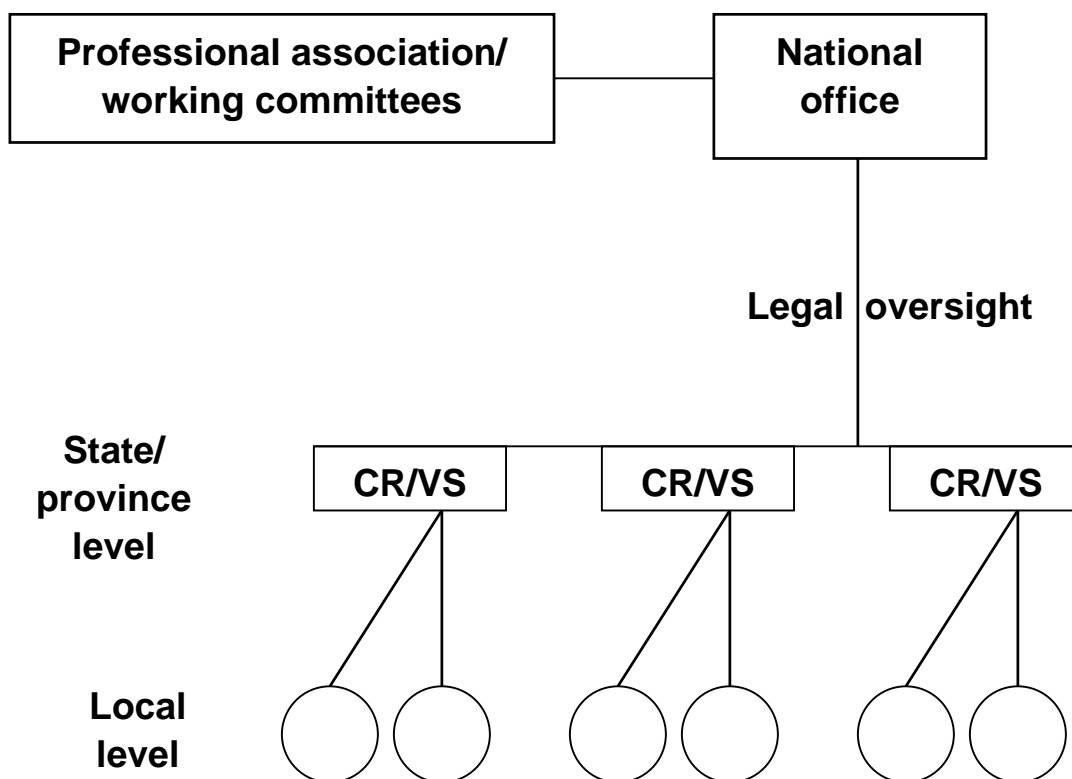 Professional association/
working committees
National
office
Legal oversight
State/
province
level
CR/VS
CR/VS
CR/VS
Local
level